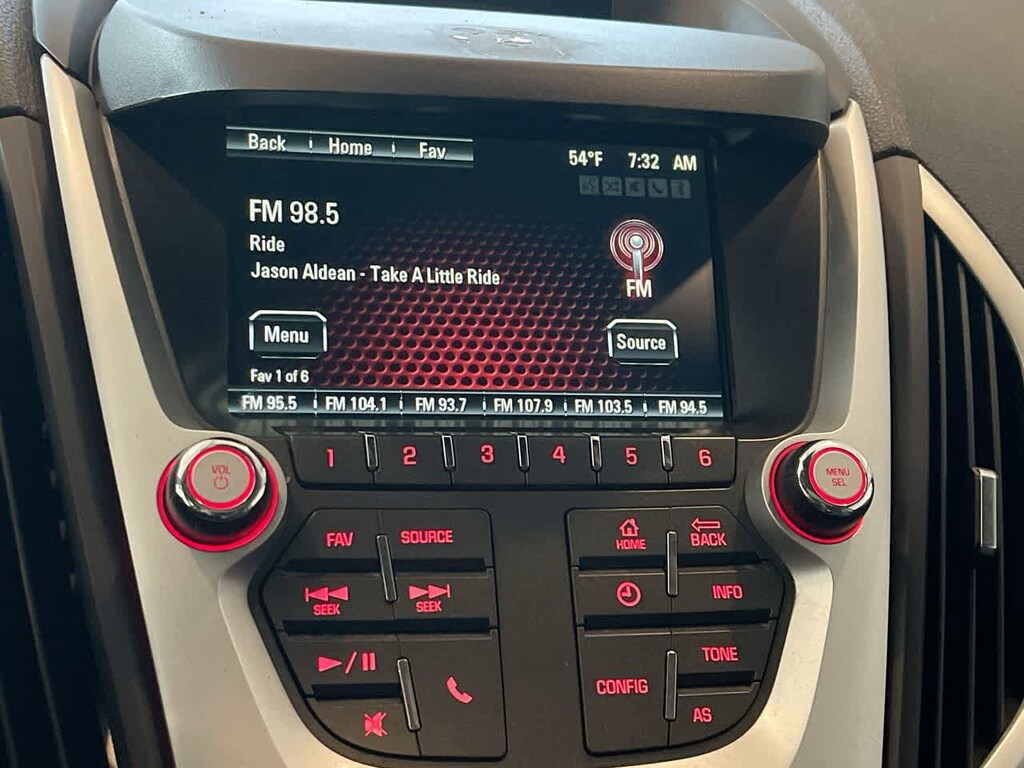 Back Home Fav
54°F 7:32 AM
FM 98.5
Ride
Jason Aldean - Take A Little Ride
FM
Menu
Source
Fav 1 of 6
FM 95.5 FM 104.1 FM 93.7 FM 107.9 FM 103.5 FM 94.5
1 2 3 4 5 6
VOL
MENU
SEL
FAV SOURCE
SEEK SEEK
HOME BACK
INFO
TONE
CONFIG
AS